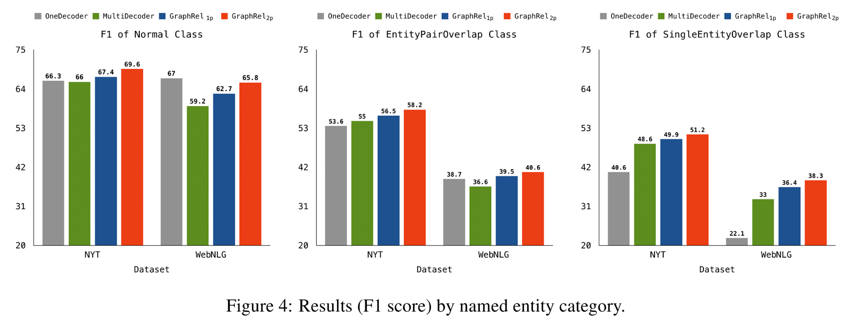 OneDecoder MultiDecoder GraphRel1p GraphRel2p
F1 of Normal Class
75
64
53
42
31
20
66.3 66 67.4 69.6
67 59.2 62.7 65.8
NYT WebNLG
Dataset
OneDecoder MultiDecoder GraphRel1p GraphRel2p
F1 of EntityPairOverlap Class
75
64
53
42
31
20
53.6 55 56.5 58.2
38.7 36.6 39.5 40.6
NYT WebNLG
Dataset
OneDecoder MultiDecoder GraphRel1p GraphRel2p
F1 of SingleEntityOverlap Class
75
64
53
42
31
20
40.6 48.6 49.9 51.2
22.1 33 36.4 38.3
NYT WebNLG
Dataset
Figure 4: Results (F1 score) by named entity category.